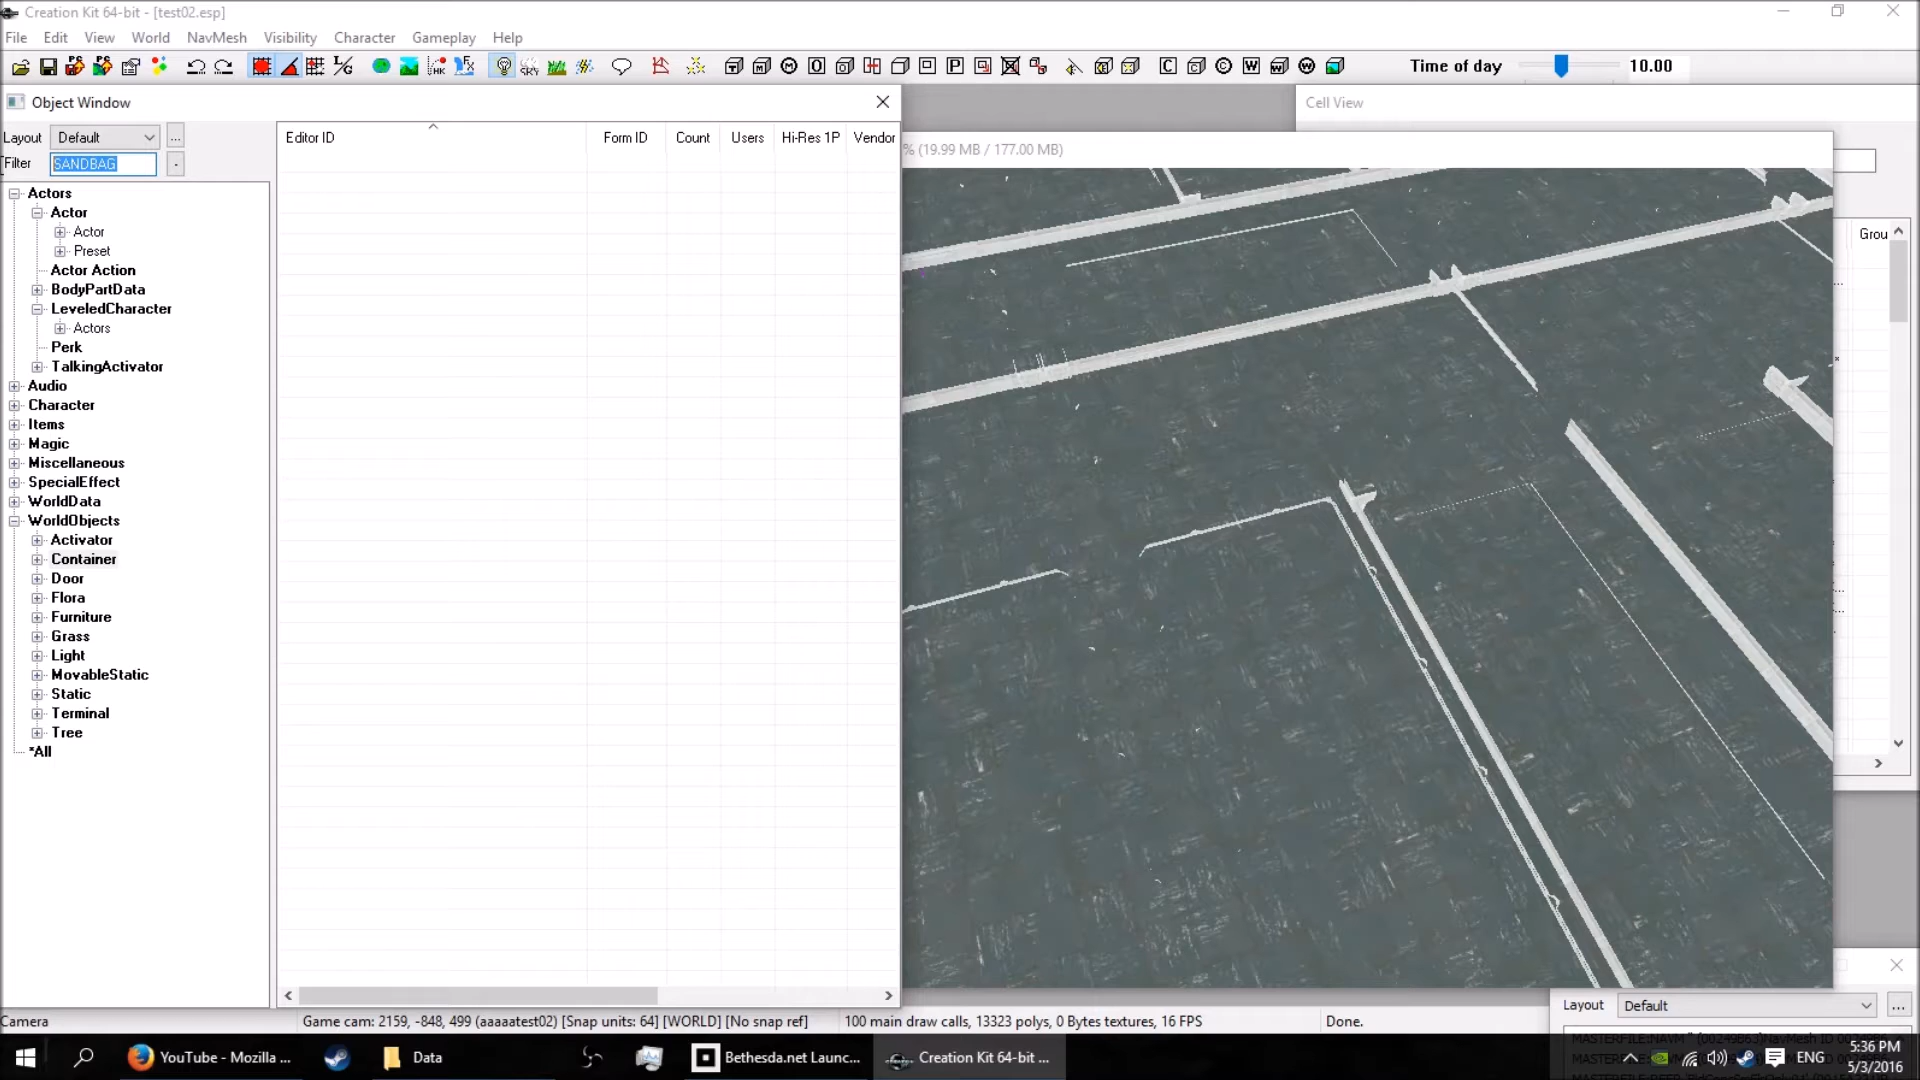 Creation Kit 64-bit - [test02.esp]
File Edit View World NavMesh Visibility Character Gameplay Help
Time of day 10.00
Object Window
Cell View
Layout Default ...
Editor ID Form ID Count Users Hi-Res 1P Vendor
Filter SANDBAG
% (19.99 MB / 177.00 MB)
Actors
Actor
Actor
Preset
Actor Action
BodyPartData
LeveledCharacter
Actors
Perk
TalkingActivator
Audio
Character
Items
Magic
Miscellaneous
SpecialEffect
WorldData
WorldObjects
Activator
Container
Door
Flora
Furniture
Grass
Light
MovableStatic
Static
Terminal
Tree
*All
Grou
Layout Default ...
Camera Game cam: 2159, -848, 499 (aaaaatest02) [Snap units: 64] [WORLD] [No snap ref] 100 main draw calls, 13323 polys, 0 Bytes textures, 16 FPS Done.
YouTube - Mozilla ... Data Bethesda.net Launc... Creation Kit 64-bit ... ENG
5:36 PM
5/3/2016